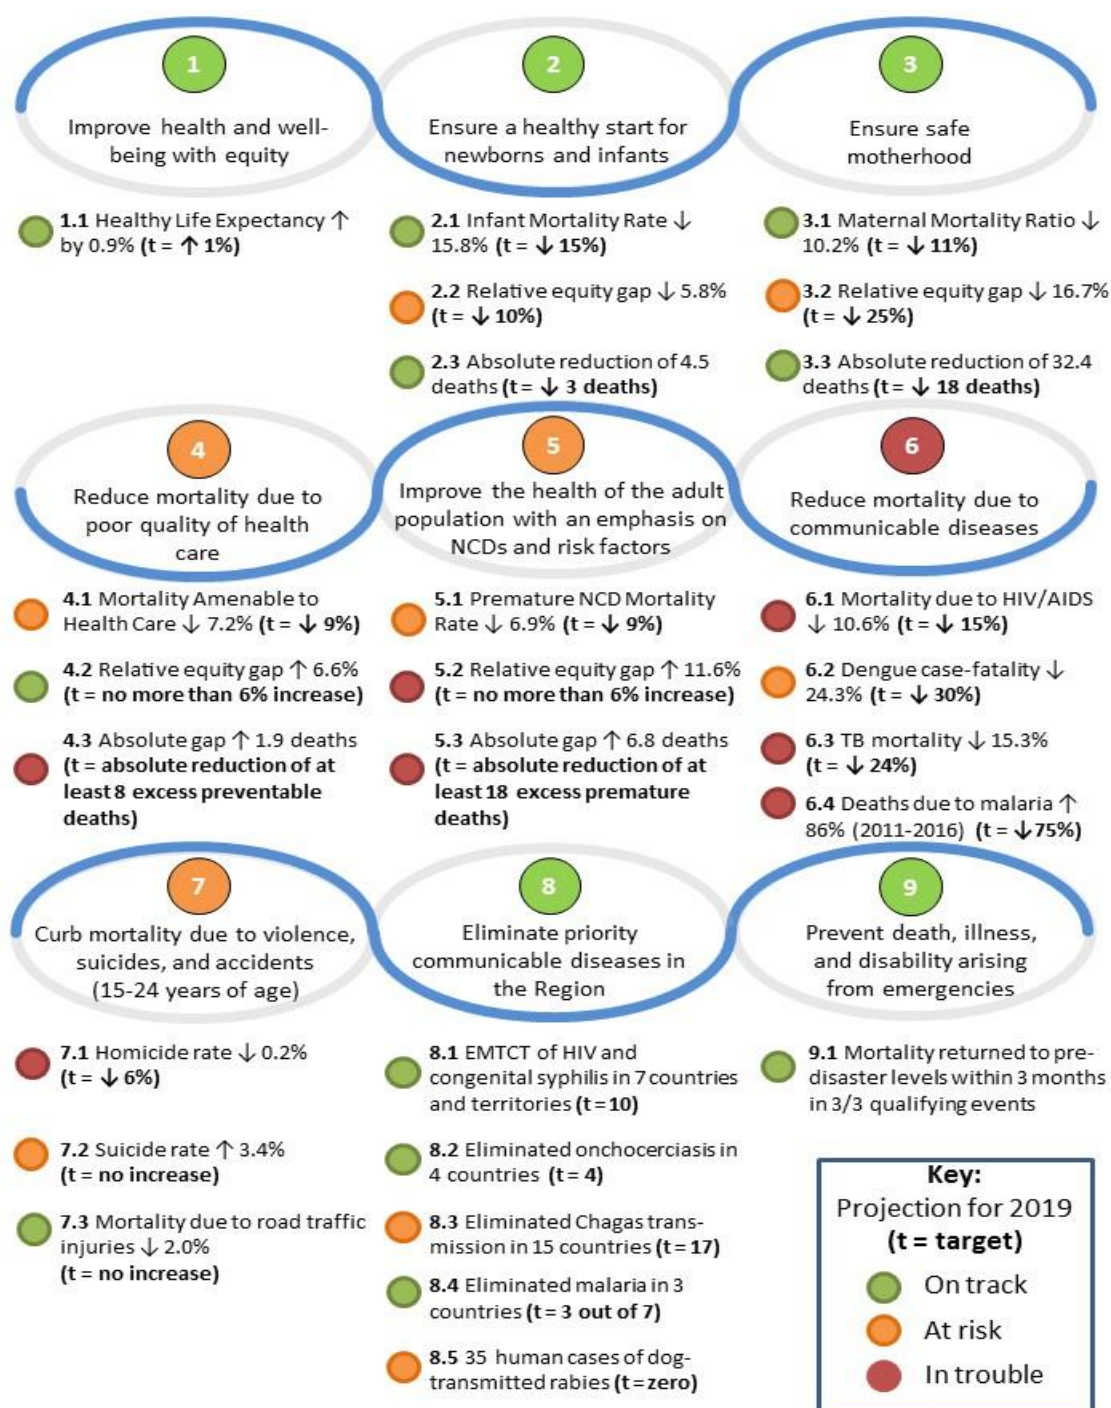 1
Improve health and well-
being with equity
1.1 Healthy Life Expectancy ↑
by 0.9% (t = ↑ 1%)
2
Ensure a healthy start for
newborns and infants
2.1 Infant Mortality Rate ↓
15.8% (t = ↓ 15%)
2.2 Relative equity gap ↓ 5.8%
(t = ↓ 10%)
2.3 Absolute reduction of 4.5
deaths (t = ↓ 3 deaths)
3
Ensure safe
motherhood
3.1 Maternal Mortality Ratio ↓
10.2% (t = ↓ 11%)
3.2 Relative equity gap ↓ 16.7%
(t = ↓ 25%)
3.3 Absolute reduction of 32.4
deaths (t = ↓ 18 deaths)
4
Reduce mortality due to
poor quality of health
care
4.1 Mortality Amenable to
Health Care ↓ 7.2% (t = ↓ 9%)
4.2 Relative equity gap ↑ 6.6%
(t = no more than 6% increase)
4.3 Absolute gap ↑ 1.9 deaths
(t = absolute reduction of at
least 8 excess preventable
deaths)
5
Improve the health of the adult
population with an emphasis on
NCDs and risk factors
5.1 Premature NCD Mortality
Rate ↓ 6.9% (t = ↓ 9%)
5.2 Relative equity gap ↑ 11.6%
(t = no more than 6% increase)
5.3 Absolute gap ↑ 6.8 deaths
(t = absolute reduction of at
least 18 excess premature
deaths)
6
Reduce mortality due to
communicable diseases
6.1 Mortality due to HIV/AIDS
↓ 10.6% (t = ↓ 15%)
6.2 Dengue case-fatality ↓
24.3% (t = ↓ 30%)
6.3 TB mortality ↓ 15.3%
(t = ↓ 24%)
6.4 Deaths due to malaria ↑
86% (2011-2016) (t = ↓75%)
7
Curb mortality due to violence,
suicides, and accidents
(15-24 years of age)
7.1 Homicide rate ↓ 0.2%
(t = ↓ 6%)
7.2 Suicide rate ↑ 3.4%
(t = no increase)
7.3 Mortality due to road traffic
injuries ↓ 2.0%
(t = no increase)
8
Eliminate priority
communicable diseases in
the Region
8.1 EMTCT of HIV and
congenital syphilis in 7 countries
and territories (t=10)
8.2 Eliminated onchocerciasis in
4 countries (t=4)
8.3 Eliminated Chagas trans-
mission in 15 countries (t=17)
8.4 Eliminated malaria in 3
countries (t=3 out of 7)
8.5 35 human cases of dog-
transmitted rabies (t=zero)
9
Prevent death, illness,
and disability arising
from emergencies
9.1 Mortality returned to pre-
disaster levels within 3 months
in 3/3 qualifying events
Key:
Projection for 2019
(t = target)
On track
At risk
In trouble